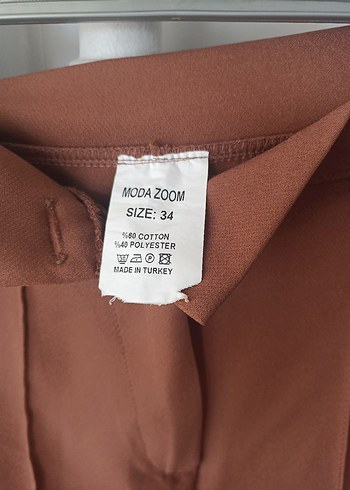 MODA ZOOM
SIZE: 34
%60 COTTON
%40 POLYESTER
MADE IN TURKEY